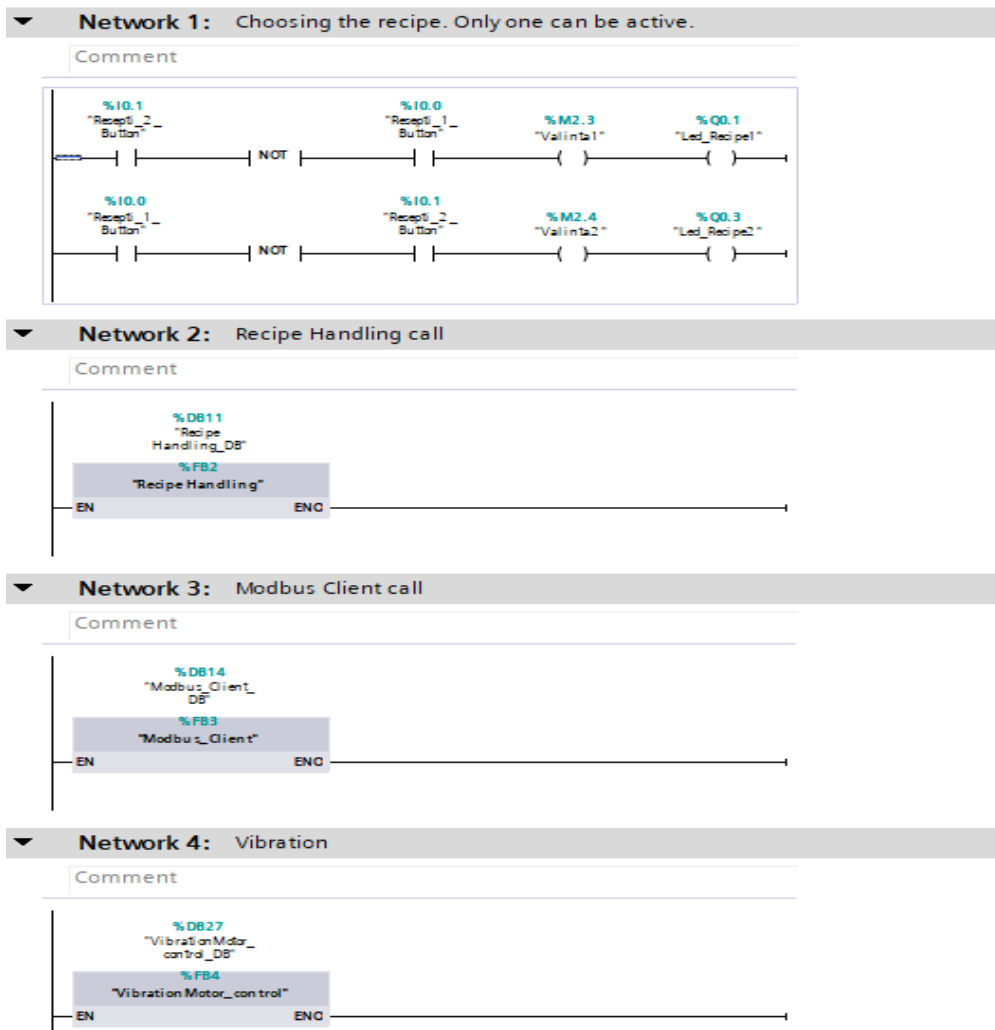 Network 1: Choosing the recipe. Only one can be active.
Comment
%I0.1 %I0.0
"Resepti_2_ "Resepti_1_ %M2.3 %Q0.1
Button" Button" "Valinta1" "Led_Recipe1"
NOT
%I0.0 %I0.1
"Resepti_1_ "Resepti_2_ %M2.4 %Q0.3
Button" Button" "Valinta2" "Led_Recipe2"
NOT
Network 2: Recipe Handling call
Comment
%DB11
"Recipe
Handling_DB"
%FB2
"Recipe Handling"
EN ENO
Network 3: Modbus Client call
Comment
%DB14
"Modbus_Client_
DB"
%FB3
"Modbus_Client"
EN ENO
Network 4: Vibration
Comment
%DB27
"VibrationMotor_
control_DB"
%FB4
"Vibration Motor_control"
EN ENO